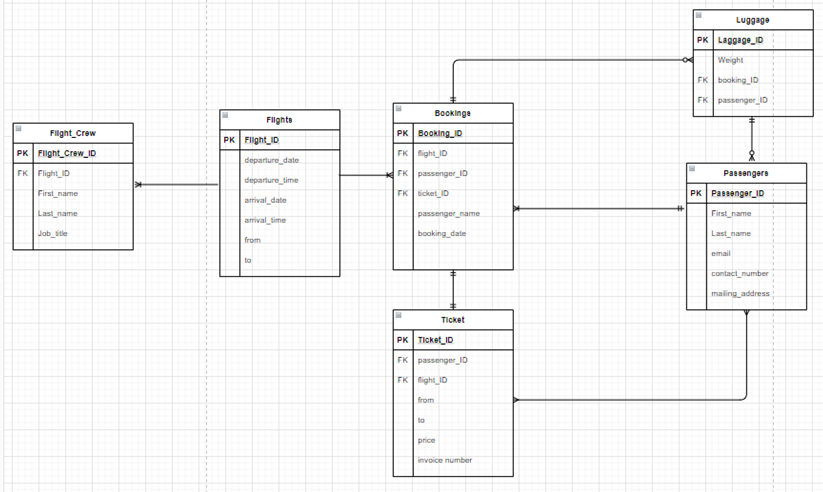 Luggage
PK Laggage_ID
Weight
FK booking_ID
FK passenger_ID
Bookings
PK Booking_ID
FK flight_ID
FK passenger_ID
FK ticket_ID
passenger_name
booking_date
Flights
PK Flight_ID
departure_date
departure_time
arrival_date
arrival_time
from
to
Flight_Crew
PK Flight_Crew_ID
FK Flight_ID
First_name
Last_name
Job_title
Passengers
PK Passenger_ID
First_name
Last_name
email
contact_number
mailing_address
Ticket
PK Ticket_ID
FK passenger_ID
FK flight_ID
from
to
price
invoice number